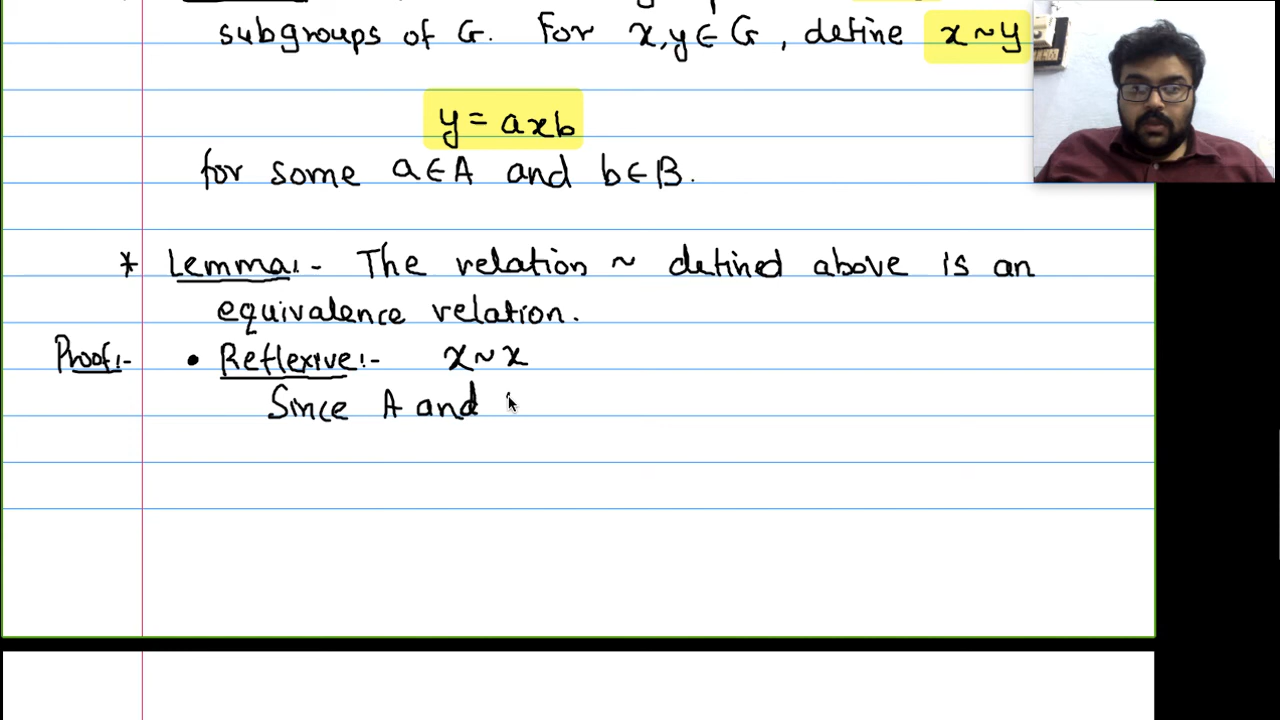 subgroups of G. For x,y∈G, define x~y
y = axb
for some a∈A and b∈B.
* Lemma:- The relation ~ defined above is an
equivalence relation.
Proof:- • Reflexive:- x~x
Since A and